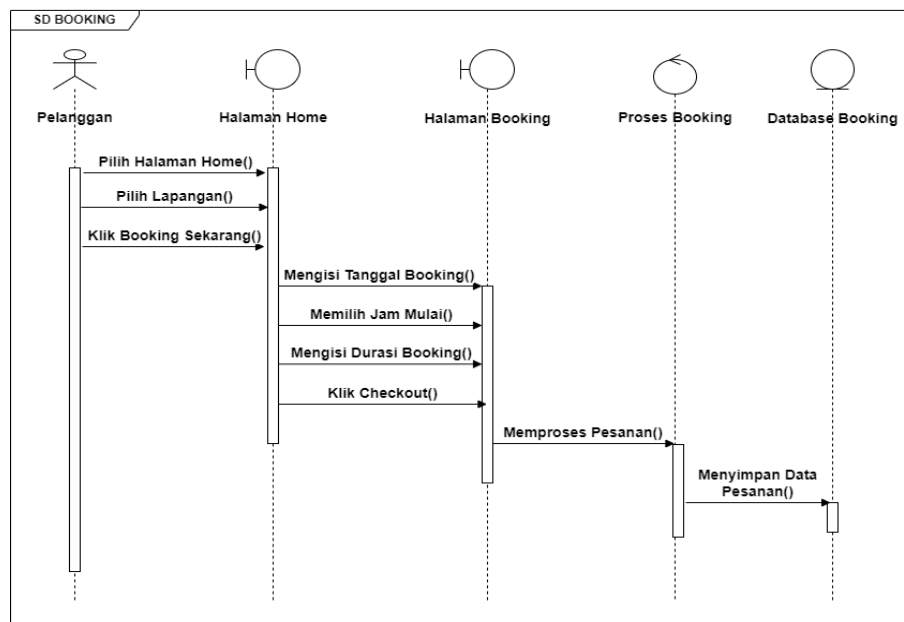 SD BOOKING
Pelanggan
Halaman Home
Halaman Booking
Proses Booking
Database Booking
Pilih Halaman Home()
Pilih Lapangan()
Klik Booking Sekarang()
Mengisi Tanggal Booking()
Memilih Jam Mulai()
Mengisi Durasi Booking()
Klik Checkout()
Memproses Pesanan()
Menyimpan Data
Pesanan()